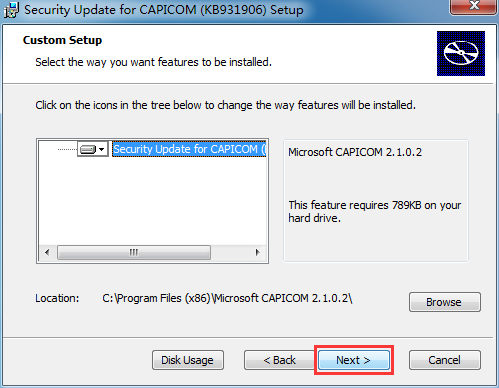 Security Update for CAPICOM (KB931906) Setup
Custom Setup
Select the way you want features to be installed.
Click on the icons in the tree below to change the way features will be installed.
Security Update for CAPICOM (
Microsoft CAPICOM 2.1.0.2
This feature requires 789KB on your
hard drive.
Location: C:\Program Files (x86)\Microsoft CAPICOM 2.1.0.2\
Browse
Disk Usage < Back Next > Cancel